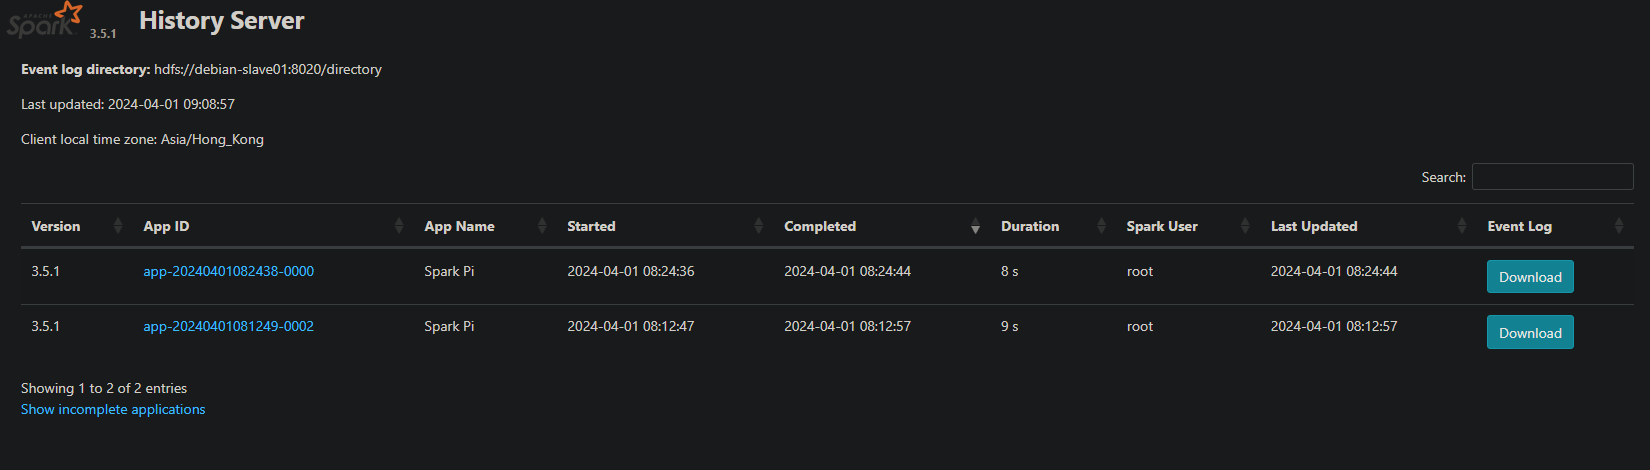 APACHE
Spark 3.5.1 History Server
Event log directory: hdfs://debian-slave01:8020/directory
Last updated: 2024-04-01 09:08:57
Client local time zone: Asia/Hong_Kong
Search:
Version App ID App Name Started Completed Duration Spark User Last Updated Event Log
3.5.1 app-20240401082438-0000 Spark Pi 2024-04-01 08:24:36 2024-04-01 08:24:44 8 s root 2024-04-01 08:24:44 Download
3.5.1 app-20240401081249-0002 Spark Pi 2024-04-01 08:12:47 2024-04-01 08:12:57 9 s root 2024-04-01 08:12:57 Download
Showing 1 to 2 of 2 entries
Show incomplete applications